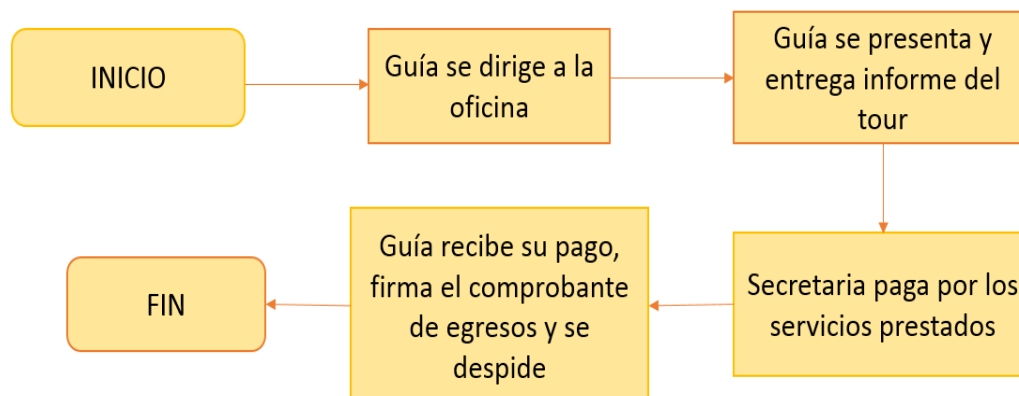 INICIO
Guía se dirige a la
oficina
Guía se presenta y
entrega informe del
tour
Secretaria paga por los
servicios prestados
Guía recibe su pago,
firma el comprobante
de egresos y se
despide
FIN